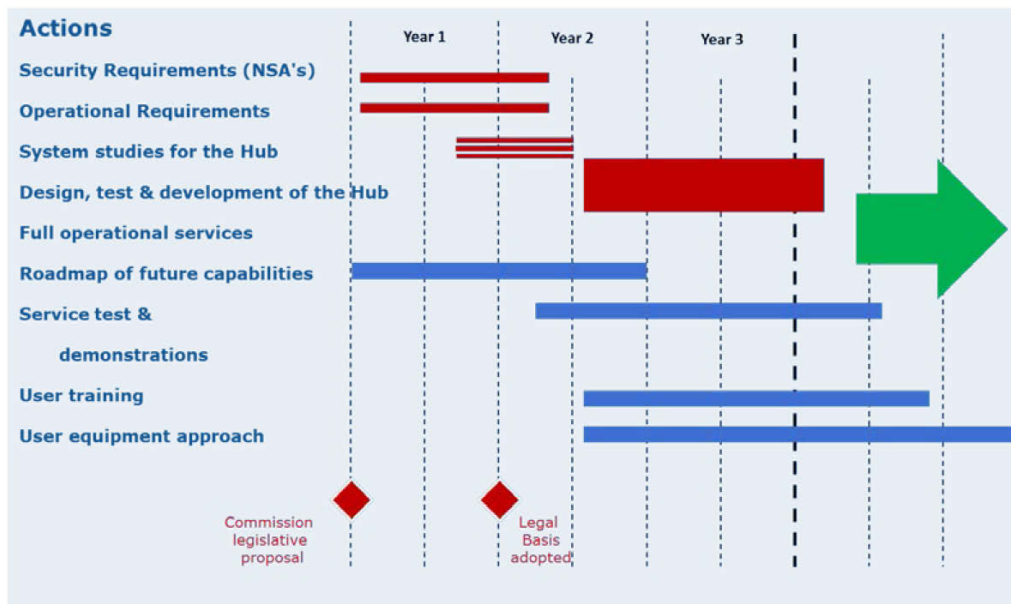 Actions
Year 1
Year 2
Year 3
Security Requirements (NSA's)
Operational Requirements
System studies for the Hub
Design, test & development of the Hub
Full operational services
Roadmap of future capabilities
Service test &
demonstrations
User training
User equipment approach
Commission
legislative
proposal
Legal
Basis
adopted